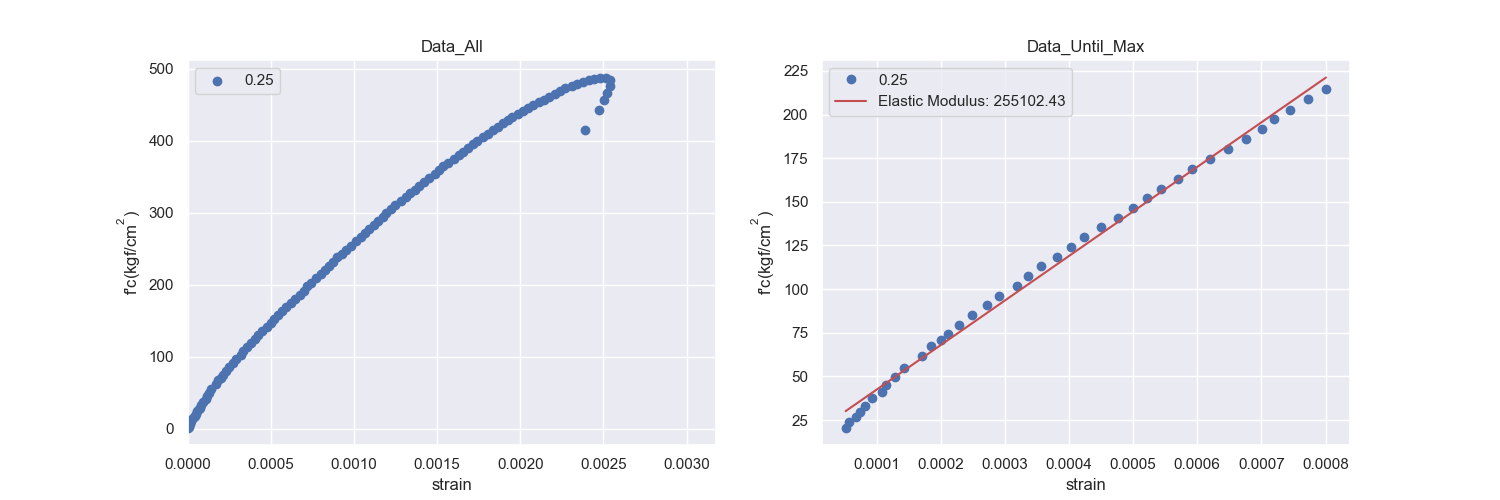 Data_All
0.25
500
400
300
200
100
0
f'c(kgf/cm²)
0.0000 0.0005 0.0010 0.0015 0.0020 0.0025 0.0030
strain
Data_Until_Max
0.25
Elastic Modulus: 255102.43
225
200
175
150
125
100
75
50
25
f'c(kgf/cm²)
0.0001 0.0002 0.0003 0.0004 0.0005 0.0006 0.0007 0.0008
strain